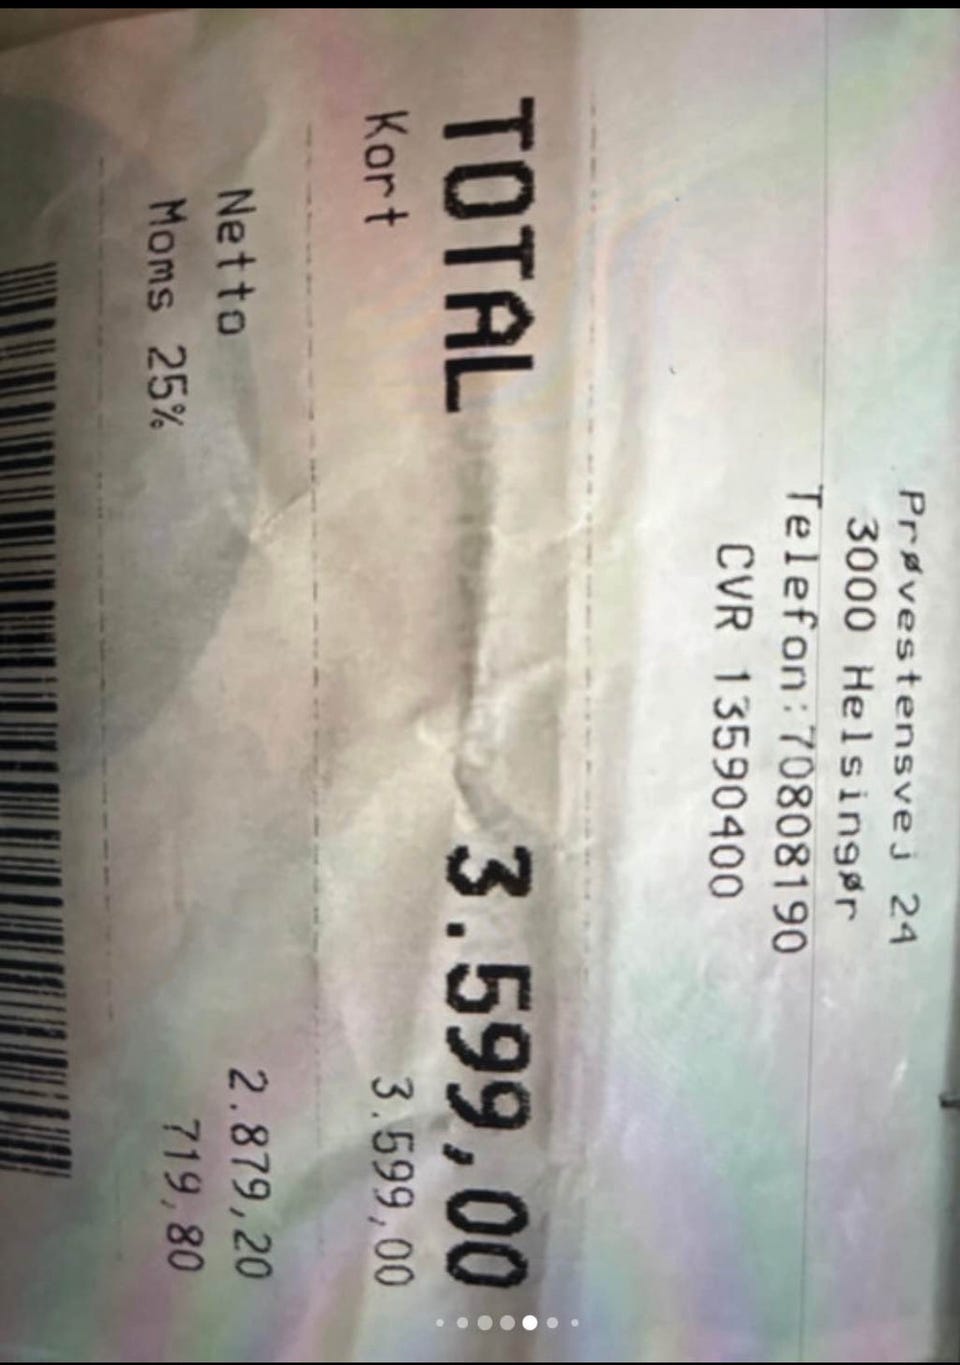 Prøvestensvej 24
3000 Helsingør
Telefon:70808190
CVR 13590400
TOTAL 3.599,00
Kort 3.599,00
Netto 2.879,20
Moms 25% 719,80